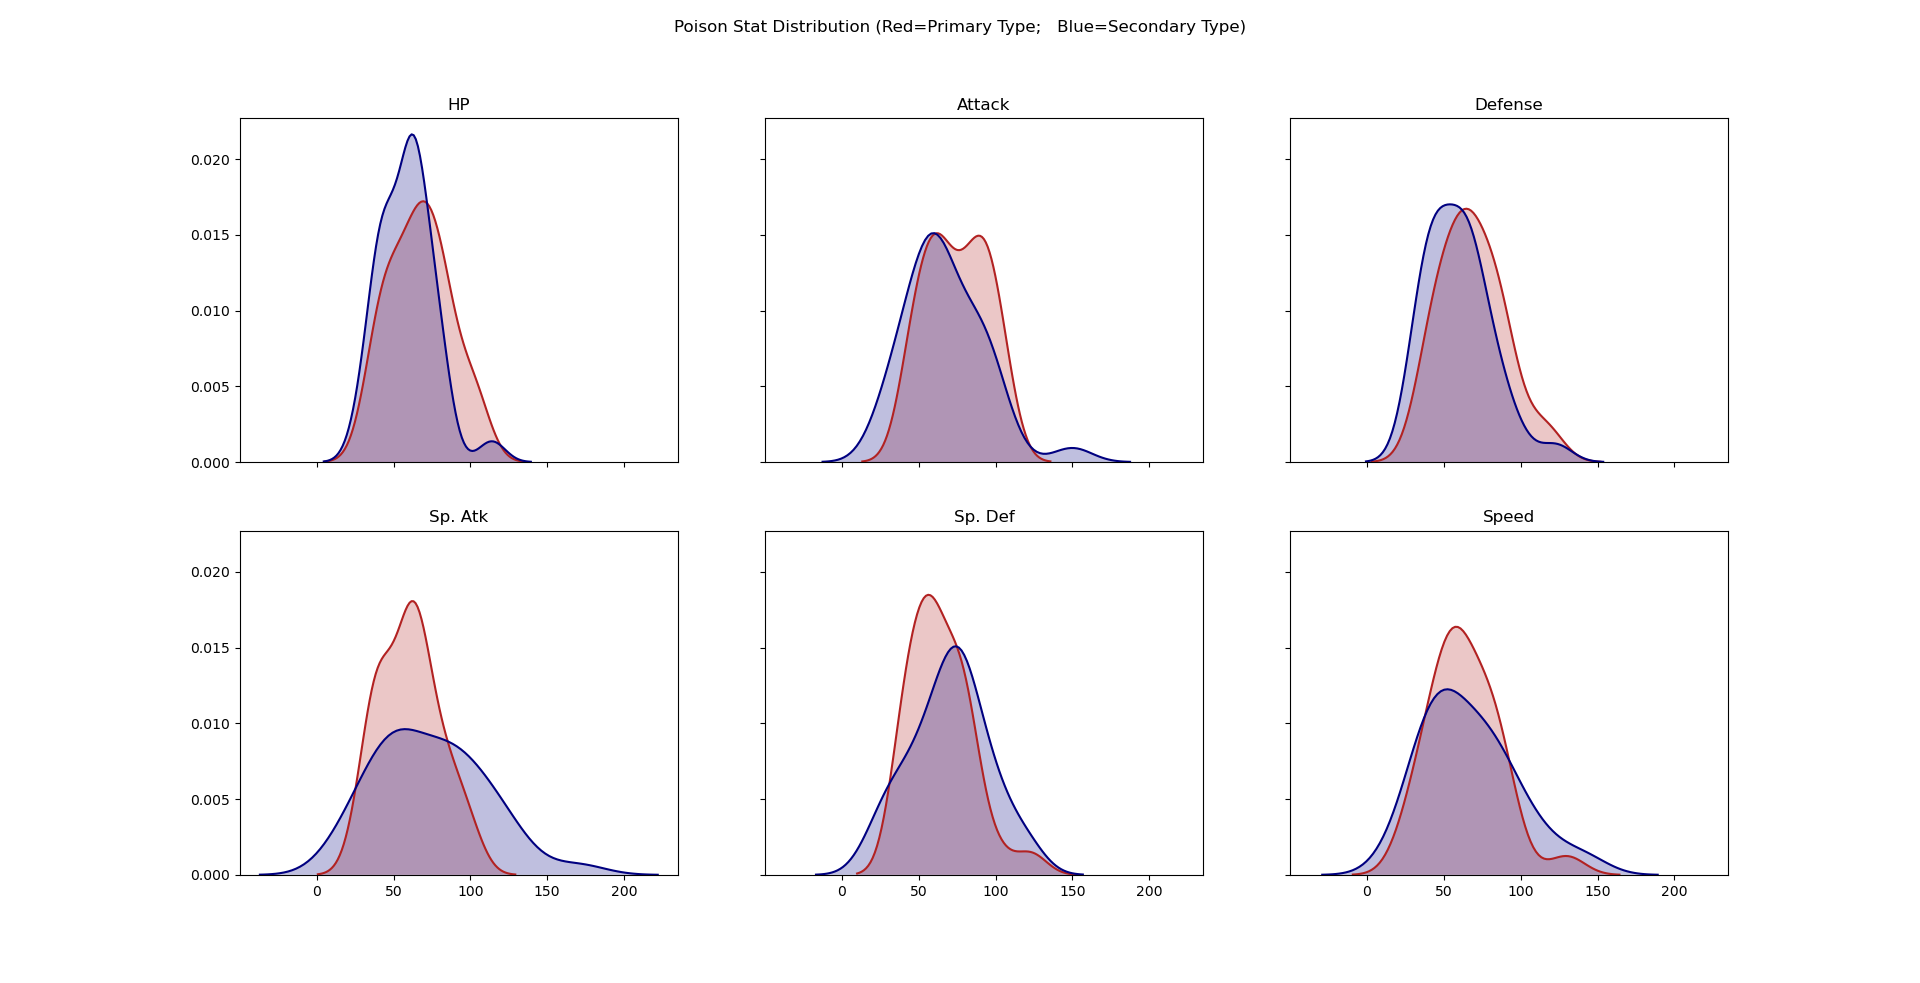 Poison Stat Distribution (Red=Primary Type;   Blue=Secondary Type)
HP
Attack
Defense
0.020
0.015
0.010
0.005
0.000
Sp. Atk
Sp. Def
Speed
0.020
0.015
0.010
0.005
0.000
0 50 100 150 200
0 50 100 150 200
0 50 100 150 200